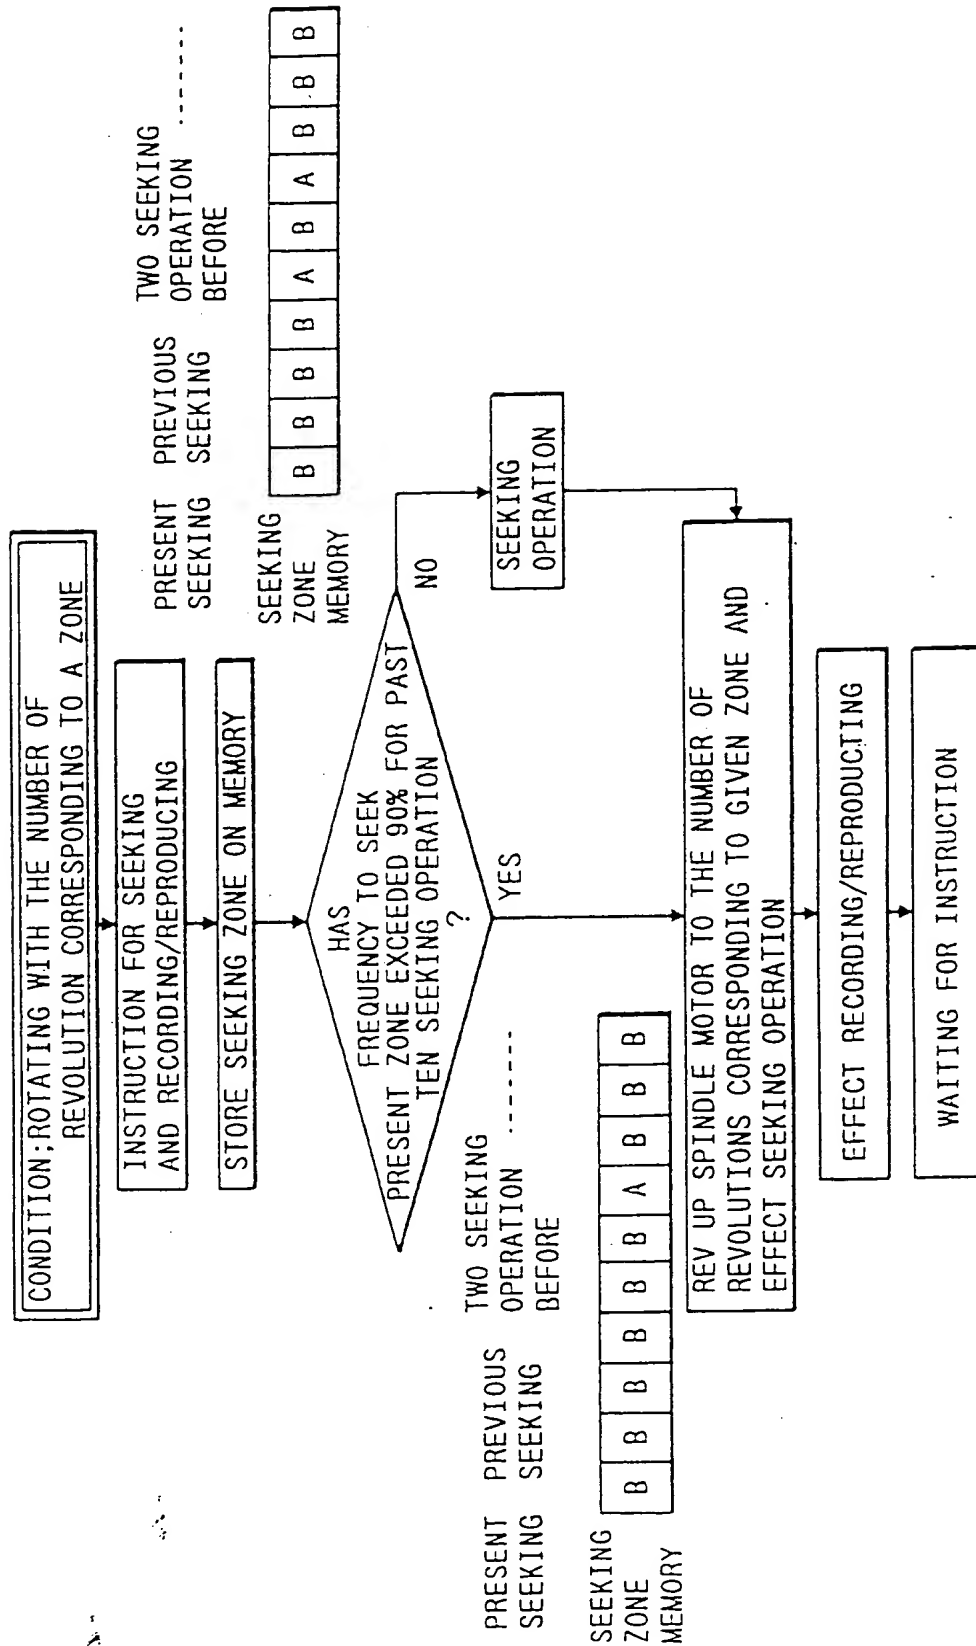 CONDITION;ROTATING WITH THE NUMBER OF
REVOLUTION CORRESPONDING TO A ZONE
INSTRUCTION FOR SEEKING
AND RECORDING/REPRODUCING
STORE SEEKING ZONE ON MEMORY
PRESENT SEEKING
PREVIOUS SEEKING
TWO SEEKING
OPERATION -------
BEFORE
SEEKING
ZONE
MEMORY
B B B B A B A B B B
HAS
FREQUENCY TO SEEK
PRESENT ZONE EXCEEDED 90% FOR PAST
TEN SEEKING OPERATION
?
NO
YES
SEEKING
OPERATION
PRESENT SEEKING
PREVIOUS SEEKING
TWO SEEKING
OPERATION -------
BEFORE
SEEKING
ZONE
MEMORY
B B B B B B A B B B
REV UP SPINDLE MOTOR TO THE NUMBER OF
REVOLUTIONS CORRESPONDING TO GIVEN ZONE AND
EFFECT SEEKING OPERATION
EFFECT RECORDING/REPRODUCTING
WAITING FOR INSTRUCTION